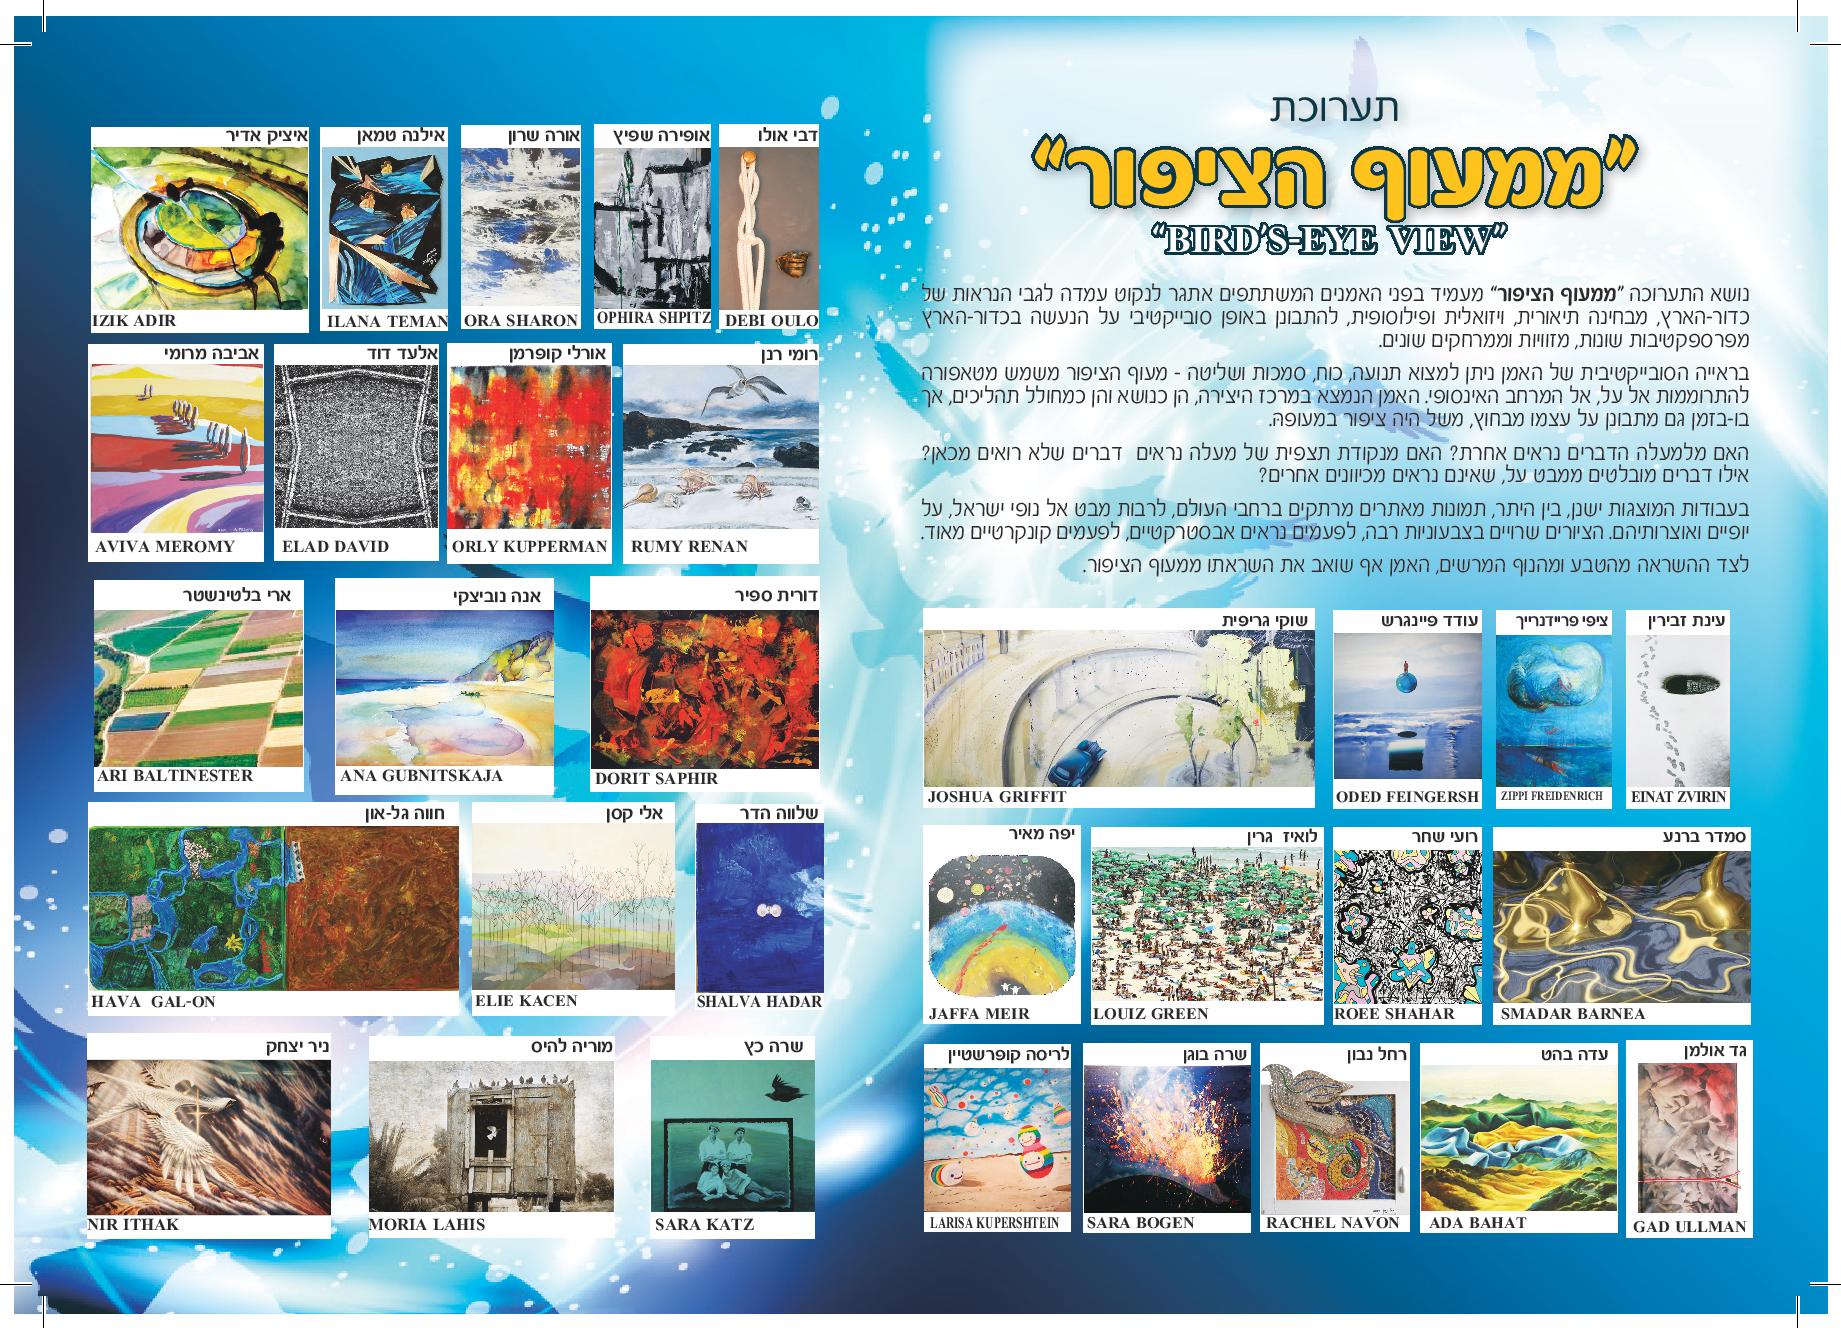 תערוכת
"ממעוף הציפור"
"BIRD'S-EYE VIEW"
נושא התערוכה "ממעוף הציפור" מעמיד בפני האמנים המשתתפים אתגר לנקוט עמדה לגבי הנראות של
כדור-הארץ, מבחינה תיאורית, ויזואלית ופילוסופית, להתבונן באופן סובייקטיבי על הנעשה בכדור-הארץ
מפרספקטיבות שונות, מזוויות וממרחקים שונים.
בראייה הסובייקטיבית של האמן ניתן למצוא תנועה, כוח, סמכות ושליטה - מעוף הציפור משמש מטאפורה
להתרוממות אל על, אל המרחב האינסופי. האמן הנמצא במרכז היצירה, הן כנושא והן כמחולל תהליכים, אך
בו-בזמן גם מתבונן על עצמו מבחוץ, משל היה ציפור במעופה.
האם מלמעלה הדברים נראים אחרת? האם מנקודת תצפית של מעלה נראים דברים שלא רואים מכאן?
אילו דברים מובלטים ממבט על, שאינם נראים מכיוונים אחרים?
בעבודות המוצגות ישנן, בין היתר, תמונות מאתרים מרתקים ברחבי העולם, לרבות מבט אל נופי ישראל, על
יופיים ואוצרותיהם. הציורים שרויים בצבעוניות רבה, לפעמים נראים אבסטרקטיים, לפעמים קונקרטיים מאוד.
לצד ההשראה מהטבע ומהנוף המרשים, האמן אף שואב את השראתו ממעוף הציפור.
עינת זבירין
EINAT ZVIRIN
ציפי פריידנרייך
ZIPPI FREIDENRICH
עודד פיינגרש
ODED FEINGERSH
שוקי גריפית
JOSHUA GRIFFIT
סמדר ברנע
SMADAR BARNEA
רועי שחר
ROEE SHAHAR
לואיז גרין
LOUIZ GREEN
יפה מאיר
JAFFA MEIR
גד אולמן
GAD ULLMAN
עדה בהט
ADA BAHAT
רחל נבון
RACHEL NAVON
שרה בוגן
SARA BOGEN
לריסה קופרשטיין
LARISA KUPERSHTEIN
דבי אולו
DEBI OULO
אופירה שפיץ
OPHIRA SHPITZ
אורה שרון
ORA SHARON
אילנה טמאן
ILANA TEMAN
איציק אדיר
IZIK ADIR
רומי רנן
RUMY RENAN
אורלי קופרמן
ORLY KUPPERMAN
אלעד דוד
ELAD DAVID
אביבה מרומי
AVIVA MEROMY
דורית ספיר
DORIT SAPHIR
אנה גובניצקי
ANA GUBNITSKAJA
ארי בלטינשטר
ARI BALTINESTER
שלווה הדר
SHALVA HADAR
אלי קסן
ELIE KACEN
חווה גל-און
HAVA GAL-ON
שרה כץ
SARA KATZ
מוריה להיס
MORIA LAHIS
ניר יצחק
NIR ITHAK